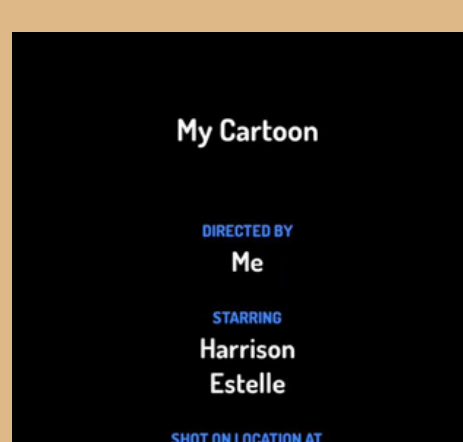 My Cartoon
DIRECTED BY
Me
STARRING
Harrison
Estelle
SHOT ON LOCATION AT